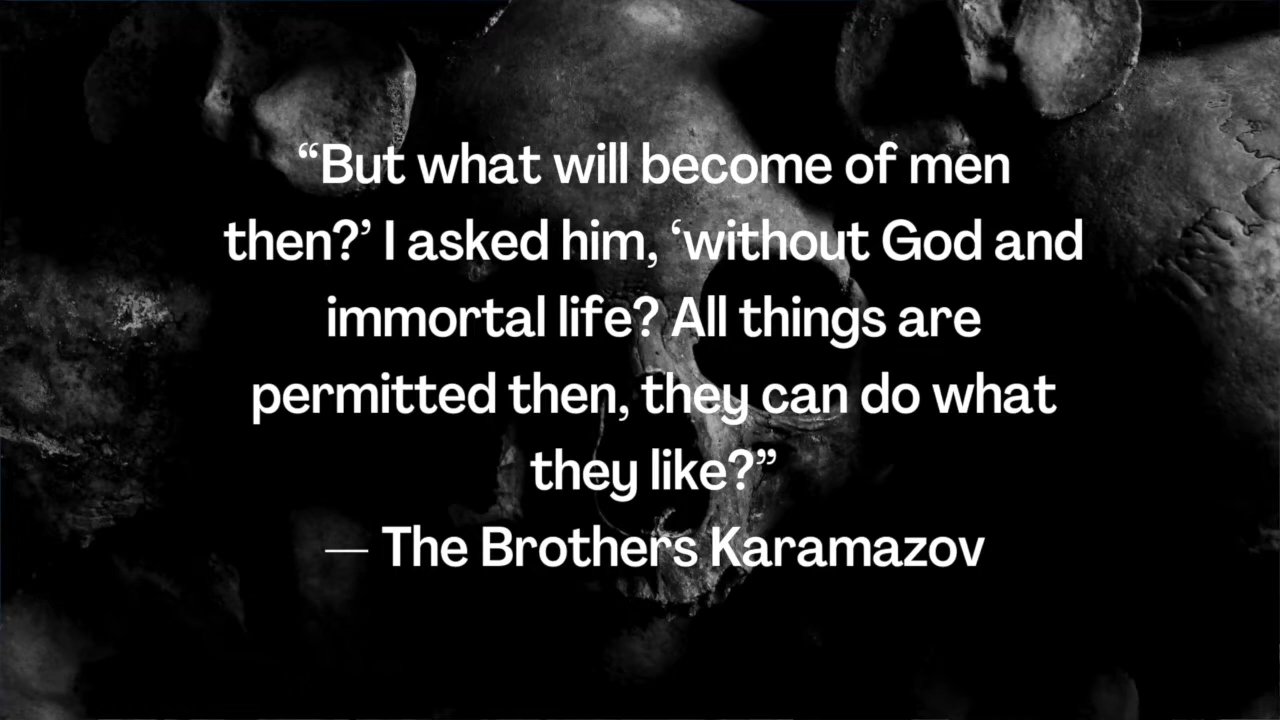 “But what will become of men
then?’ I asked him, ‘without God and
immortal life? All things are
permitted then, they can do what
they like?”
— The Brothers Karamazov